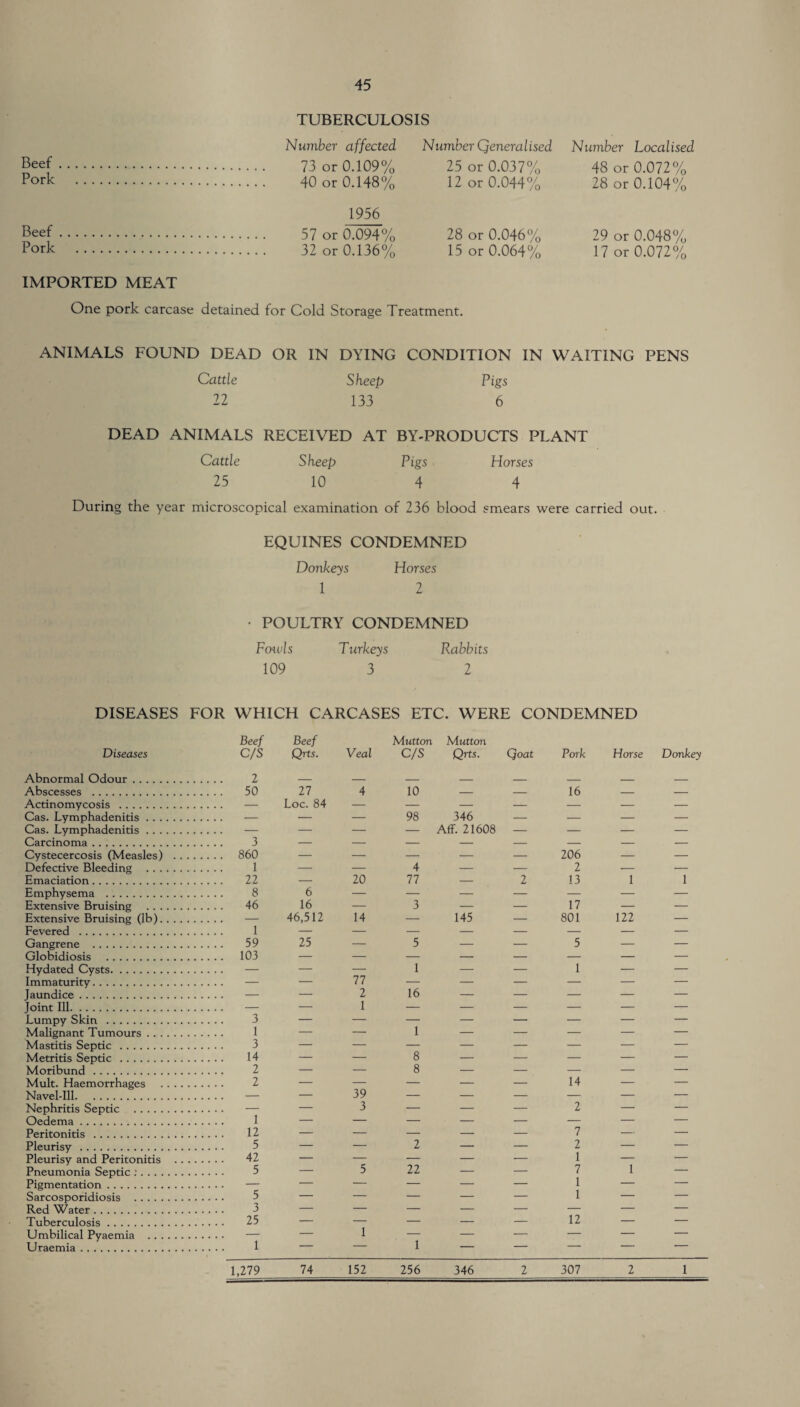 45
TUBERCULOSIS
Number affected Number Generalised Number Localised
Beef . . . 73 or 0.109% 25 or 0.037% 48 or 0.072%
Pork . . . 40 or 0.148% 12 or 0.044% 28 or 0.104%
1956
Beef . . . 57 or 0.094% 28 or 0.046% 29 or 0.048%
Pork . . . 32 or 0.136% 15 or 0.064% 17 or 0.072%
IMPORTED MEAT
One pork carcase detained for Cold Storage Treatment.
ANIMALS FOUND DEAD OR IN DYING CONDITION IN WAITING PENS
Cattle Sheep Pigs
22 133 6
DEAD ANIMALS RECEIVED AT BY-PRODUCTS PLANT
Cattle Sheep Pigs Horses
25 10 4 4
During the year microscopical examination of 236 blood smears were carried out.
EQUINES CONDEMNED
Donkeys Horses
1 2
POULTRY CONDEMNED
Fowls Turkeys Rabbits
109 3 2
DISEASES FOR WHICH CARCASES ETC. WERE CONDEMNED
Beef Beef Mutton Mutton
Diseases C/S Qrts. Veal C/S Qrts. Goat Pork Horse Donkey
Abnormal Odour . . . 2 — — — — — — — —
Abscesses . . . 50 27 4 10 — — 16 — —
Actinomycosis . . . — Loc. 84 — — — — — — —
Cas. Lymphadenitis . . . — — — 98 346 — — — —
Cas. Lymphadenitis . . . — — — — Aff. 21608 — — — —
Carcinoma . . . 3 — — — — — — — —
Cystecercosis (Measles) . . . 860 — — — — — 206 — —
Defective Bleeding . . . 1 — — 4 — — 2 — —
Emaciation . . . 22 — 20 77 — 2 13 1 1
Emphysema . . . 8 6 — — — — — — —
Extensive Bruising . . . 46 16 — 3 — — 17 — —
Extensive Bruising (lb) . . . — 46,512 14 — 145 — 801 122 —
Fevered . . . 1 — — — — — — — —
Gangrene . . . 59 25 — 5 — — 5 — —
Globidiosis . . . 103 — — — — — — — —
Hydated Cysts . . . — — — 1 — — 1 — —
Immaturity . . . — — 77 — — — — — —
Jaundice . . . — — 2 16 — — — — —
Joint Ill . . . — — 1 — — — — — —
Lumpy Skin . . . 3 — — — — — — — —
Malignant Tumours . . . 1 — — 1 — — — — —
Mastitis Septic . . . 3 — — — — — — — —
Metritis Septic . . . 14 — — 8 — — — — —
Moribund . . . 2 — — 8 — — — — —
Mult. Haemorrhages . . . 2 — — — — — 14 — —
Navel-Ill . . . — — 39 — — — — — —
Nephritis Septic . . . — — 3 — — — 2 — —
Oedema . . . 1 — — — — — — — —
Peritonitis . . . 12 — — — — — 7 — —
Pleurisy . . . 5 — — 2 — — 2 — —
Pleurisy and Peritonitis . . . 42 — — — — — 1 — —
Pneumonia Septic : . . . 5 — 5 22 — — 7 1 —
Pigmentation . . . — — — — — — 1 — —
Sarcosporidiosis . . . 5 — — — — — 1 — —
Red Water . . . 3 — — — — — — — —
Tuberculosis . . . 25 — — — — — 12 — —
Umbilical Pyaemia . . . — — 1 — — — — — —
Uraemia . . . 1 — — 1 — — — — —
1,279 74 152 256 346 2 307 2 1